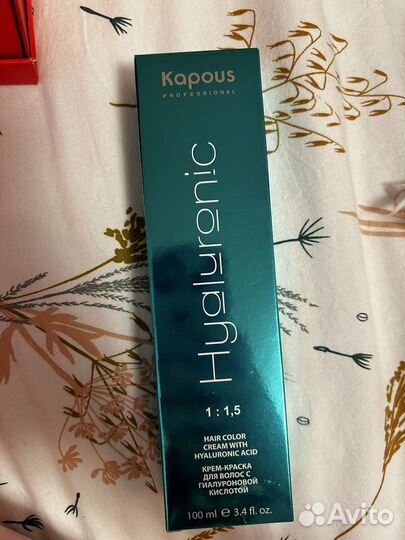 Kapous
PROFESSIONAL
Hyaluronic
1 : 1,5
HAIR COLOR
CREAM WITH
HYALURONIC ACID
КРЕМ-КРАСКА
ДЛЯ ВОЛОС С
ГИАЛУРОНОВОЙ
КИСЛОТОЙ
100 ml ℮ 3.4 fl. oz.
Avito